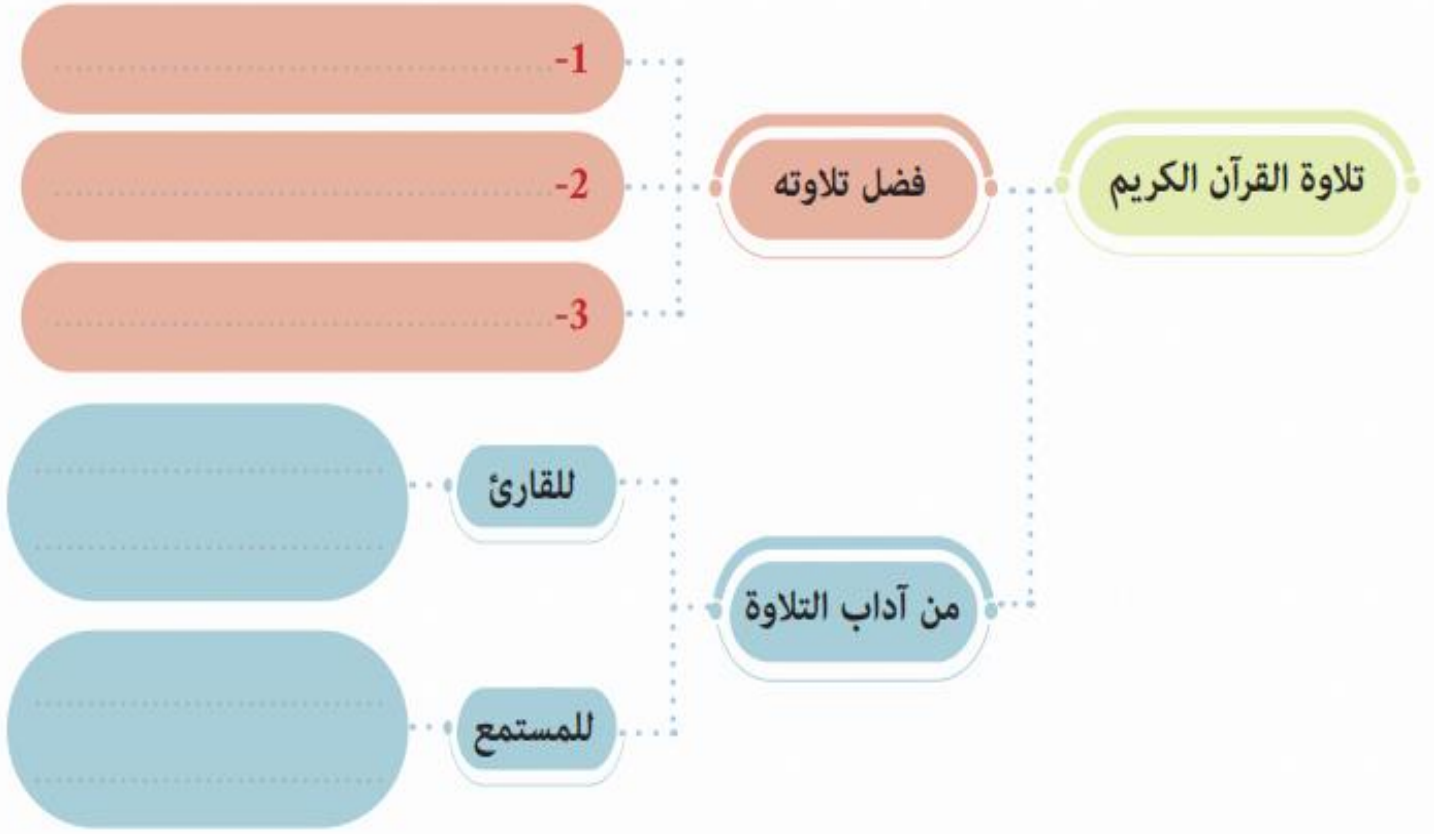 تلاوة القرآن الكريم
فضل تلاوته
1-
2-
3-
من آداب التلاوة
للقارئ
للمستمع